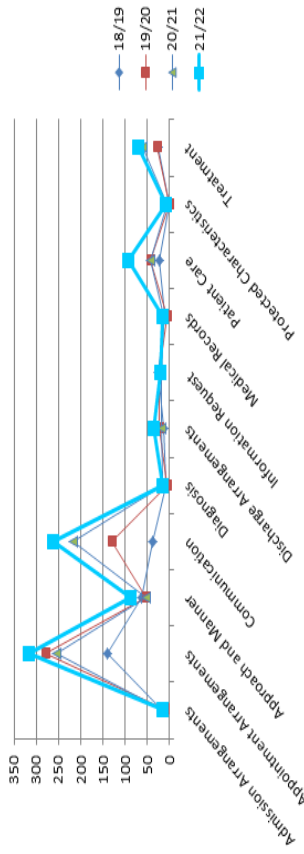 350
300
250
200
150
100
50
0
Admission Arrangements
Appointment Arrangements
Approach and Manner
Communication
Diagnosis
Discharge Arrangements
Information Request
Medical Records
Patient Care
Protected Characteristics
Treatment
18/19
19/20
20/21
21/22